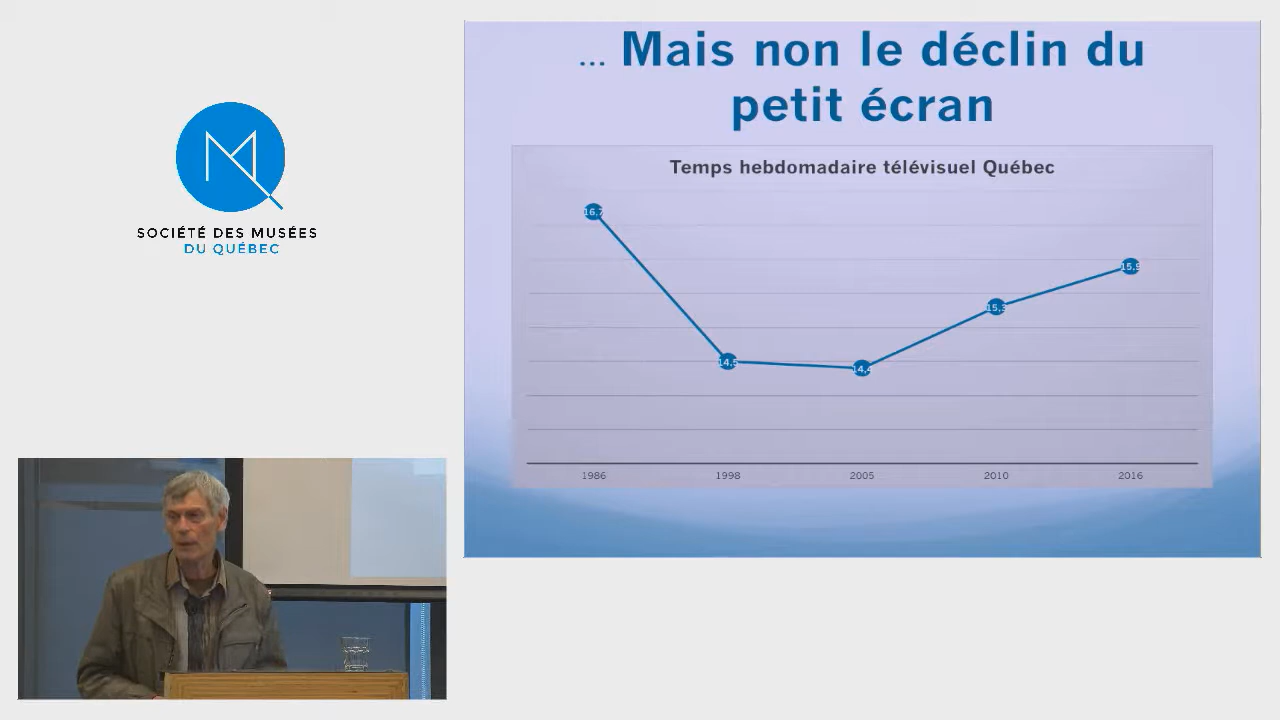 SOCIÉTÉ DES MUSÉES
DU QUÉBEC
... Mais non le déclin du
petit écran
Temps hebdomadaire télévisuel Québec
16,7
14,5
14,4
15,3
15,9
1986 1998 2005 2010 2016